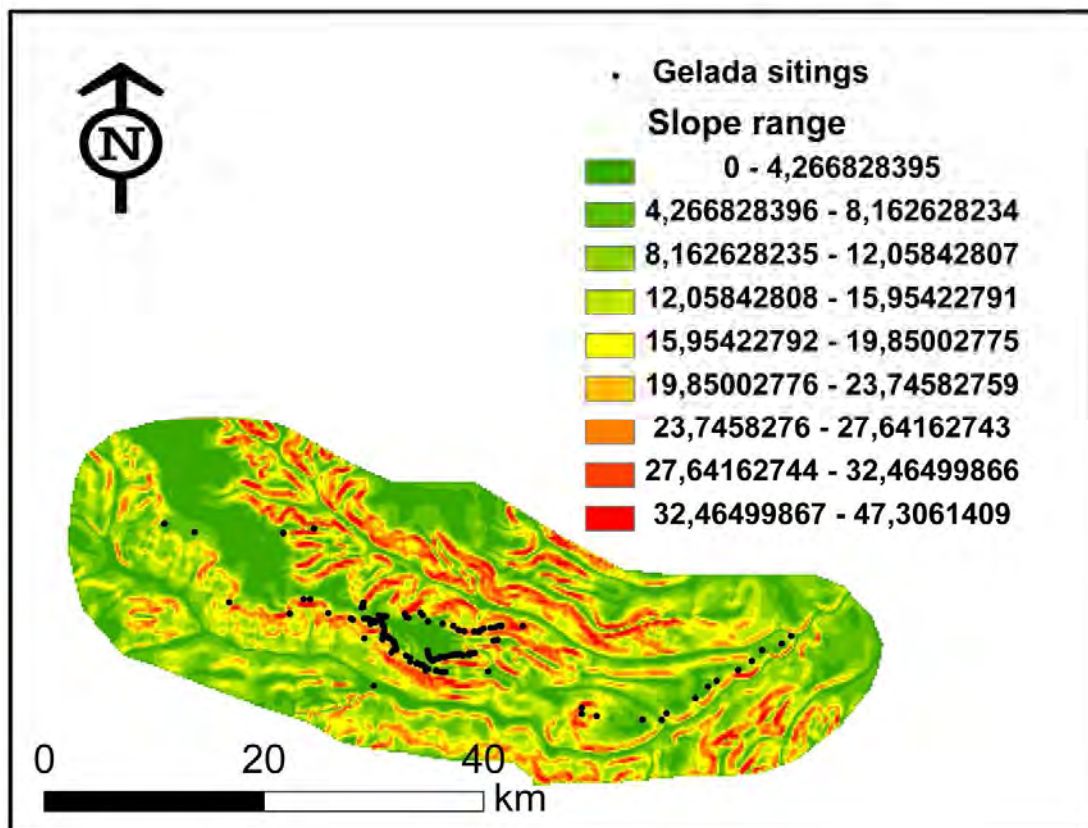 N
Gelada sitings
Slope range
0 - 4,266828395
4,266828396 - 8,162628234
8,162628235 - 12,05842807
12,05842808 - 15,95422791
15,95422792 - 19,85002775
19,85002776 - 23,74582759
23,7458276 - 27,64162743
27,64162744 - 32,46499866
32,46499867 - 47,3061409
0 20 40
km